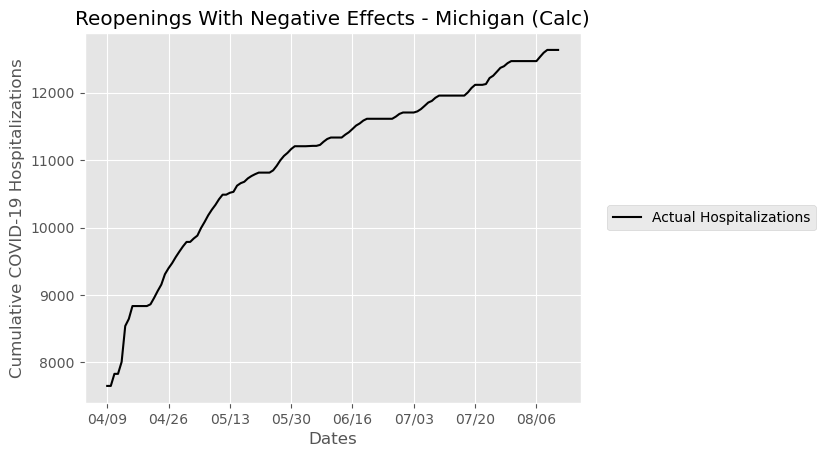 Reopenings With Negative Effects - Michigan (Calc)
Cumulative COVID-19 Hospitalizations
12000
11000
10000
9000
8000
04/09 04/26 05/13 05/30 06/16 07/03 07/20 08/06
Dates
Actual Hospitalizations